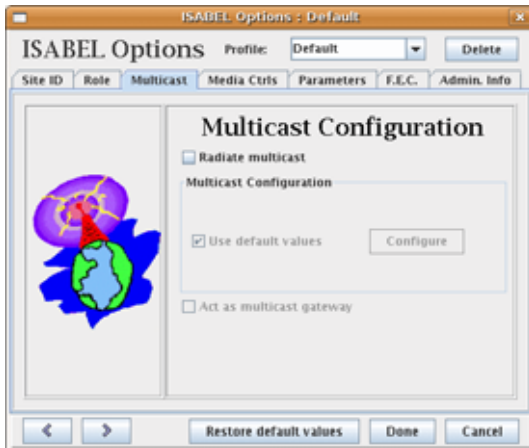 ISABEL Options : Default
ISABEL Options Profile: Default Delete
Site ID Role Multicast Media Ctrls Parameters F.E.C. Admin. Info
Multicast Configuration
Radiate multicast
Multicast Configuration
Use default values Configure
Act as multicast gateway
Restore default values Done Cancel